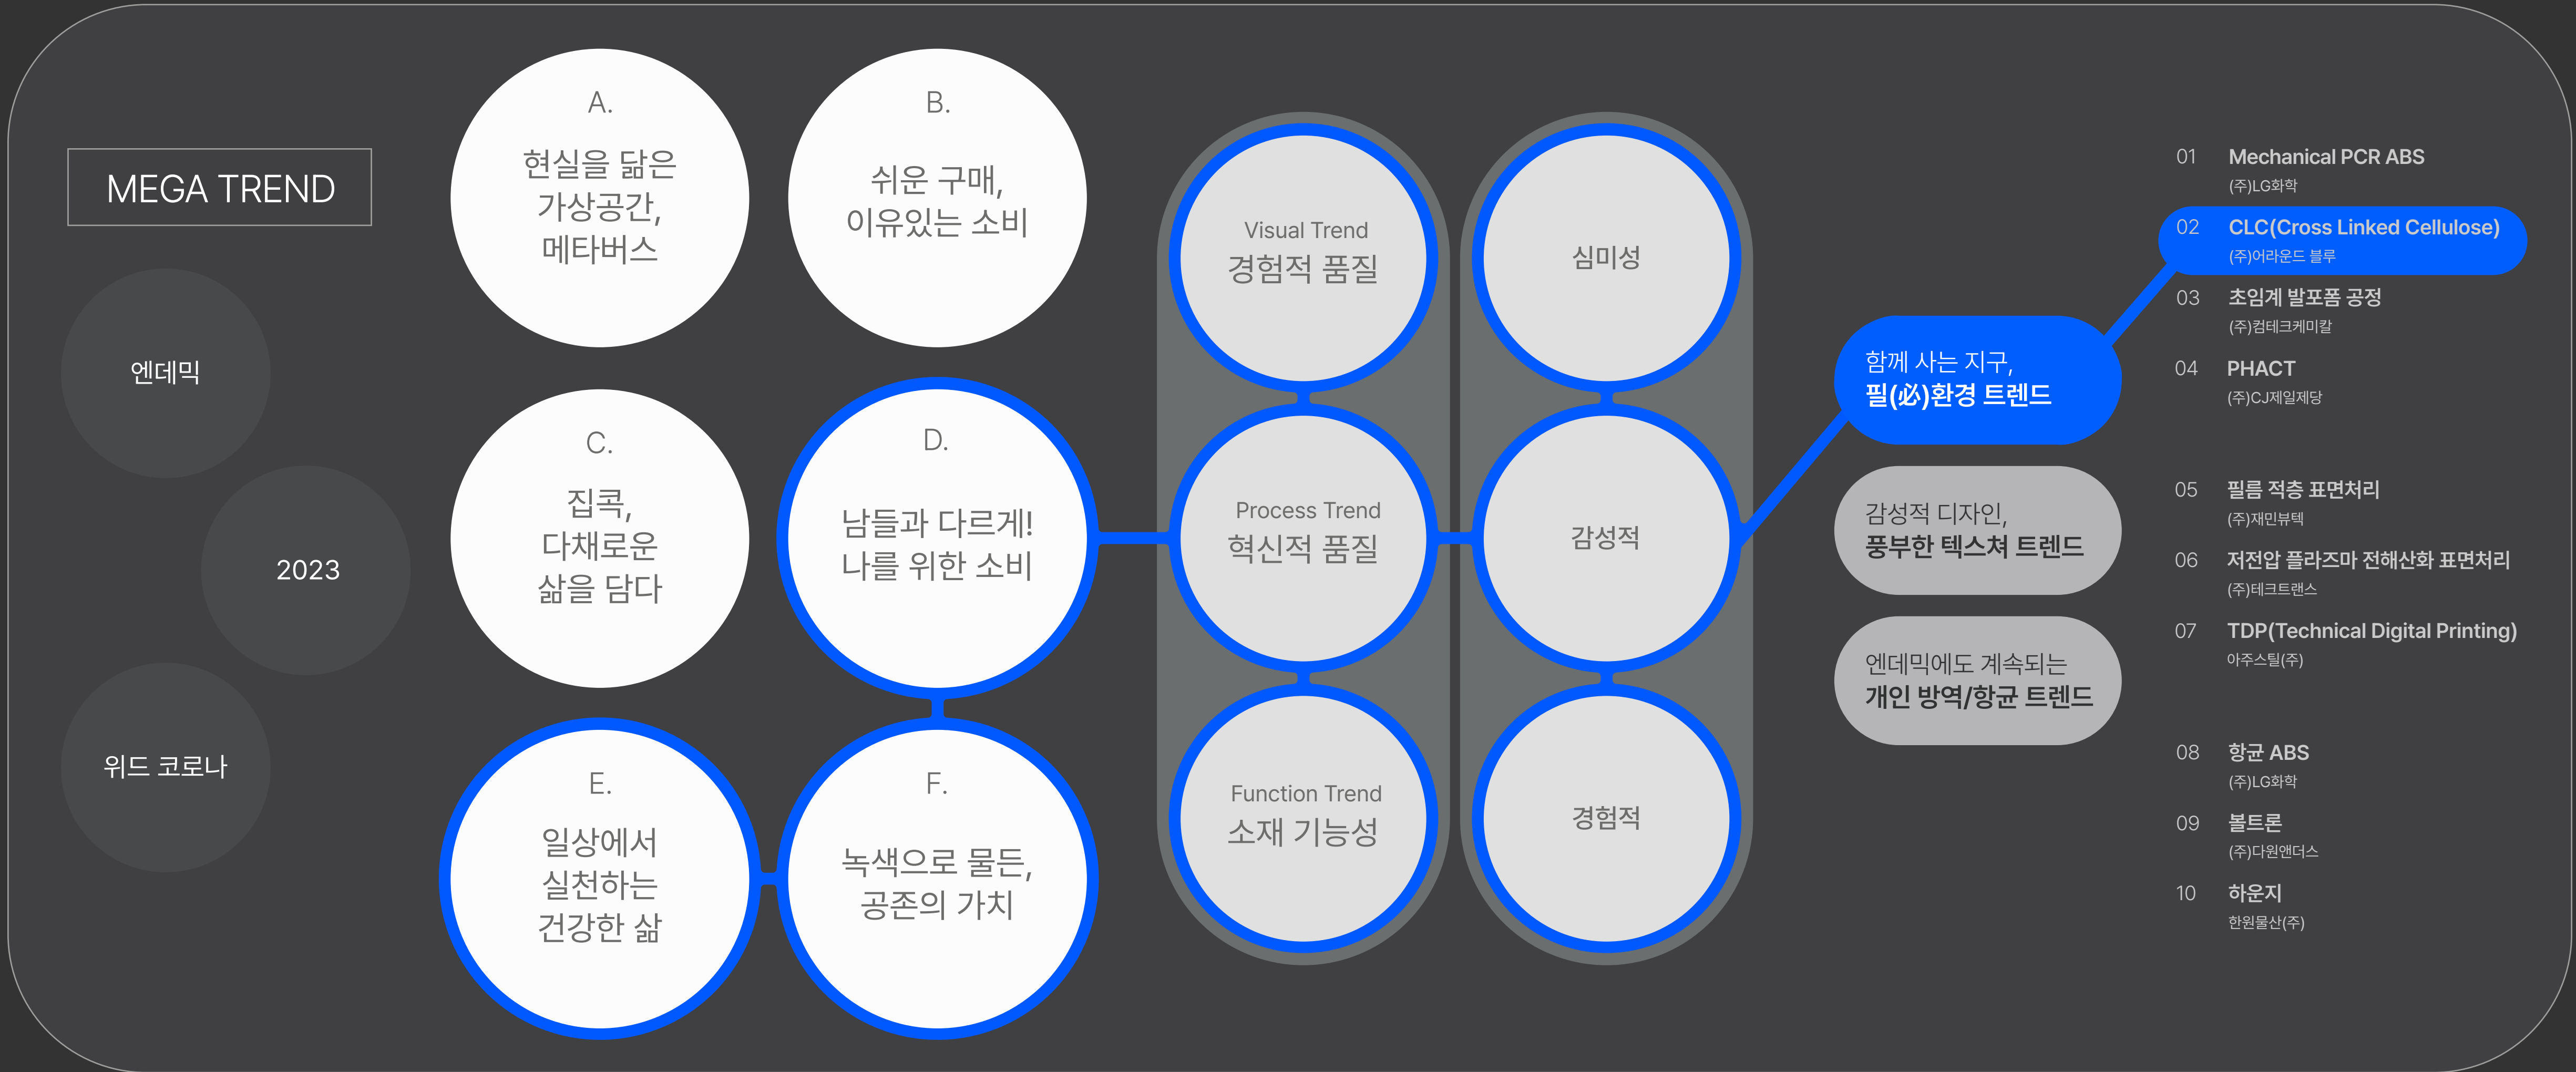 MEGA TREND
엔데믹
2023
위드 코로나
A.
현실을 닮은
가상공간,
메타버스
B.
쉬운 구매,
이유있는 소비
C.
집콕,
다채로운
삶을 담다
D.
남들과 다르게!
나를 위한 소비
E.
일상에서
실천하는
건강한 삶
F.
녹색으로 물든,
공존의 가치
Visual Trend
경험적 품질
Process Trend
혁신적 품질
Function Trend
소재 기능성
심미성
감성적
경험적
함께 사는 지구,
필(必)환경 트렌드
감성적 디자인,
풍부한 텍스쳐 트렌드
엔데믹에도 계속되는
개인 방역/항균 트렌드
01 Mechanical PCR ABS
(주)LG화학
02 CLC(Cross Linked Cellulose)
(주)어라운드 블루
03 초임계 발포폼 공정
(주)컴테크케미칼
04 PHACT
(주)CJ제일제당
05 필름 적층 표면처리
(주)재민뷰텍
06 저전압 플라즈마 전해산화 표면처리
(주)테크트랜스
07 TDP(Technical Digital Printing)
아주스틸(주)
08 항균 ABS
(주)LG화학
09 볼트론
(주)다원앤더스
10 하운지
한원물산(주)